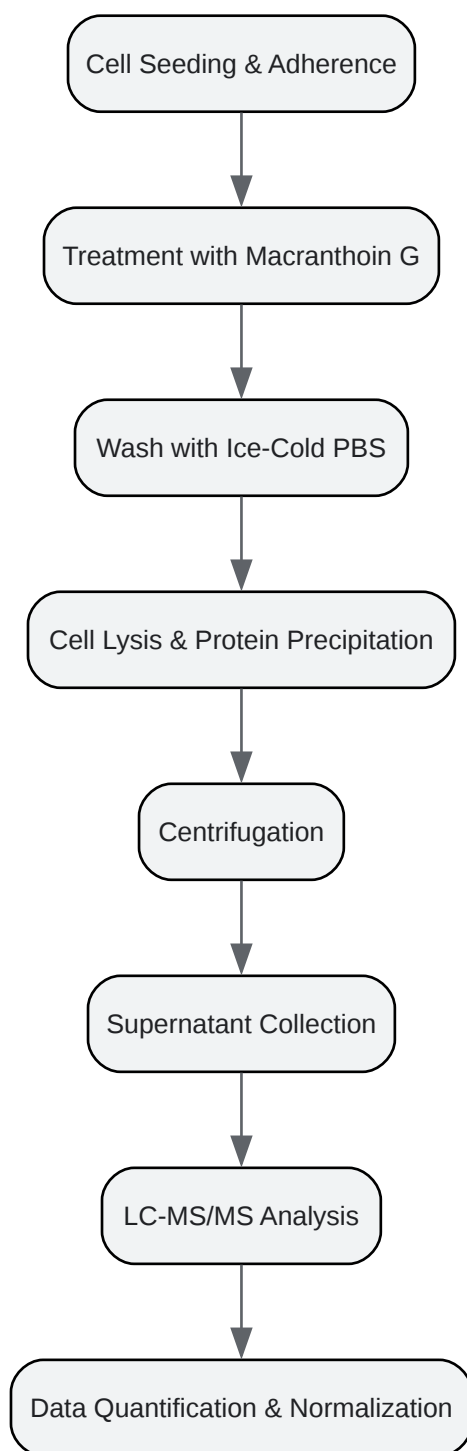 Cell Seeding & Adherence
Treatment with Macranthoin G
Wash with Ice-Cold PBS
Cell Lysis & Protein Precipitation
Centrifugation
Supernatant Collection
LC-MS/MS Analysis
Data Quantification & Normalization